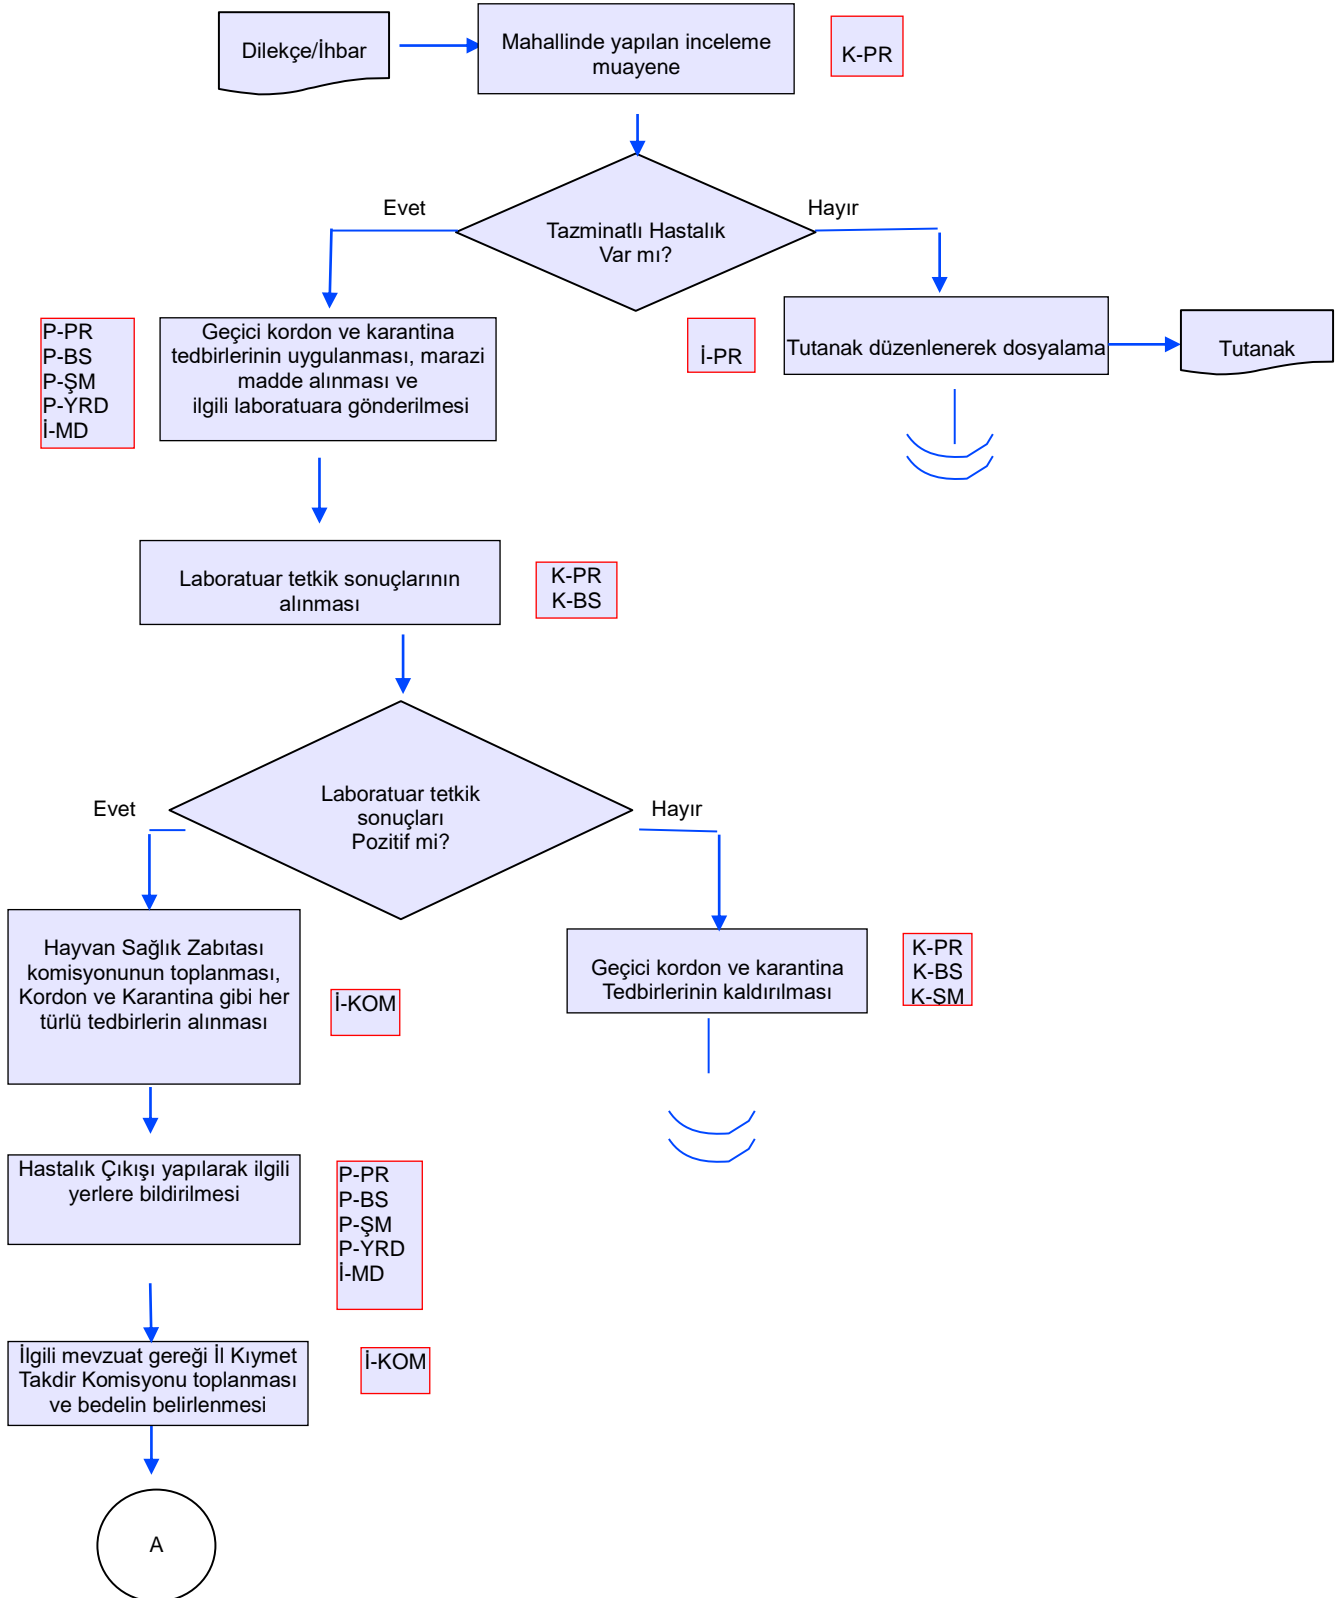 Dilekçe/İhbar
Mahallinde yapılan inceleme
muayene
K-PR
Evet
Hayır
Tazminatlı Hastalık
Var mı?
P-PR
P-BS
P-ŞM
P-YRD
İ-MD
Geçici kordon ve karantina
tedbirlerinin uygulanması, marazi
madde alınması ve
ilgili laboratuara gönderilmesi
İ-PR
Tutanak düzenlenerek dosyalama
Tutanak
Laboratuar tetkik sonuçlarının
alınması
K-PR
K-BS
Evet
Laboratuar tetkik
sonuçları
Pozitif mi?
Hayır
Hayvan Sağlık Zabıtası
komisyonunun toplanması,
Kordon ve Karantina gibi her
türlü tedbirlerin alınması
İ-KOM
Geçici kordon ve karantina
Tedbirlerinin kaldırılması
K-PR
K-BS
K-ŞM
Hastalık Çıkışı yapılarak ilgili
yerlere bildirilmesi
P-PR
P-BS
P-ŞM
P-YRD
İ-MD
İlgili mevzuat gereği İl Kıymet
Takdir Komisyonu toplanması
ve bedelin belirlenmesi
İ-KOM
A